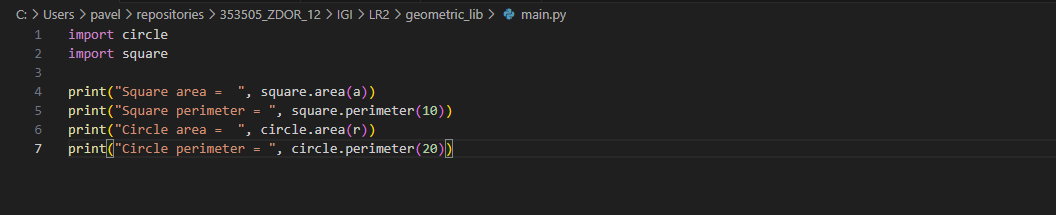 C: > Users > pavel > repositories > 353505_ZDOR_12 > IGI > LR2 > geometric_lib > main.py
1 import circle
2 import square
3
4 print("Square area =  ", square.area(a))
5 print("Square perimeter = ", square.perimeter(10))
6 print("Circle area =  ", circle.area(r))
7 print("Circle perimeter = ", circle.perimeter(20))